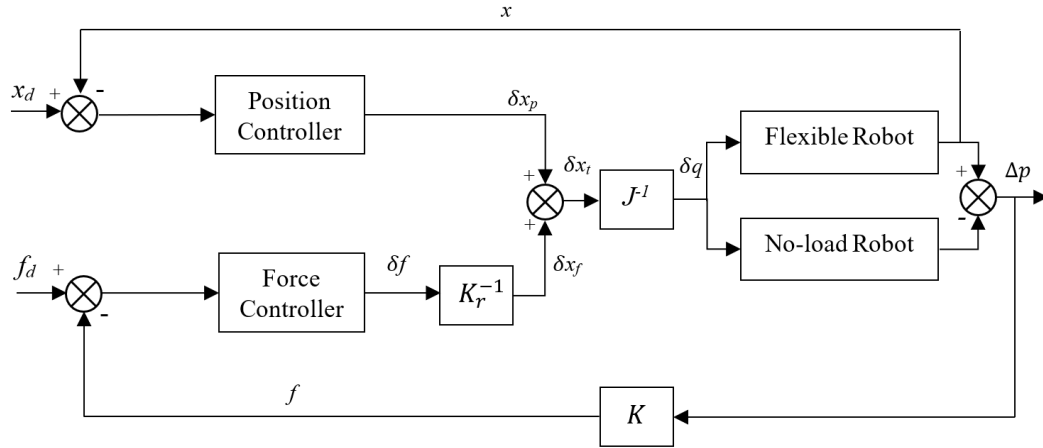 x
x_d
+
-
Position
Controller
δx_p
+
δx_t
+
J^-1
δq
Flexible Robot
+
Δp
-
No-load Robot
f_d
+
-
Force
Controller
δf
K_r^-1
δx_f
f
K